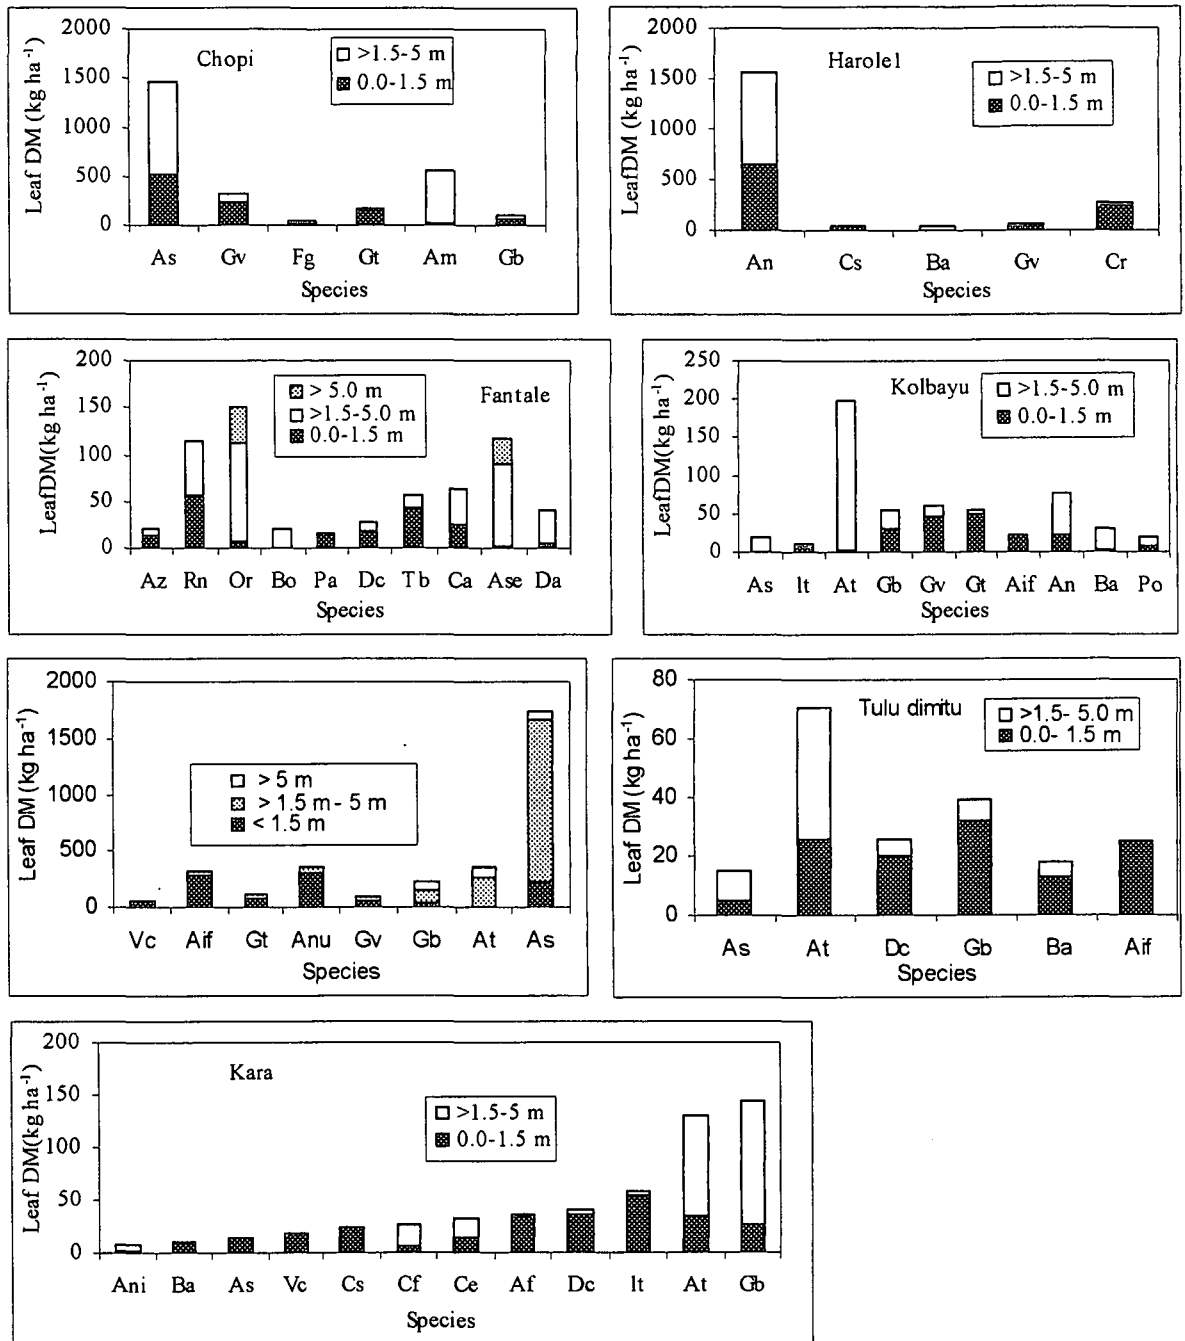 2000
1500
1000
500
0
Leaf DM (kg ha⁻¹)
Chopi
>1.5-5 m
0.0-1.5 m
As Gv Fg Gt Am Gb
Species
2000
1500
1000
500
0
LeafDM (kg ha⁻¹)
Harole1
>1.5-5 m
0.0-1.5 m
An Cs Ba Gv Cr
Species
200
150
100
50
0
LeafDM(kg ha⁻¹)
> 5.0 m
>1.5-5.0 m
0.0-1.5 m
Fantale
Az Rn Or Bo Pa Dc Tb Ca Ase Da
Species
250
200
150
100
50
0
LeafDM(kg ha⁻¹)
Kolbayu
>1.5-5.0 m
0.0-1.5 m
As It At Gb Gv Gt Aif An Ba Po
Species
2000
1500
1000
500
0
Leaf DM (kg ha⁻¹)
> 5 m
> 1.5 m - 5 m
< 1.5 m
Vc Aif Gt Anu Gv Gb At As
Species
80
60
40
20
0
Leaf DM (kg ha⁻¹)
Tulu dimitu
>1.5- 5.0 m
0.0- 1.5 m
As At Dc Gb Ba Aif
Species
200
150
100
50
0
Leaf DM(kg ha⁻¹)
Kara
>1.5-5 m
0.0-1.5 m
Ani Ba As Vc Cs Cf Ce Af Dc It At Gb
Species